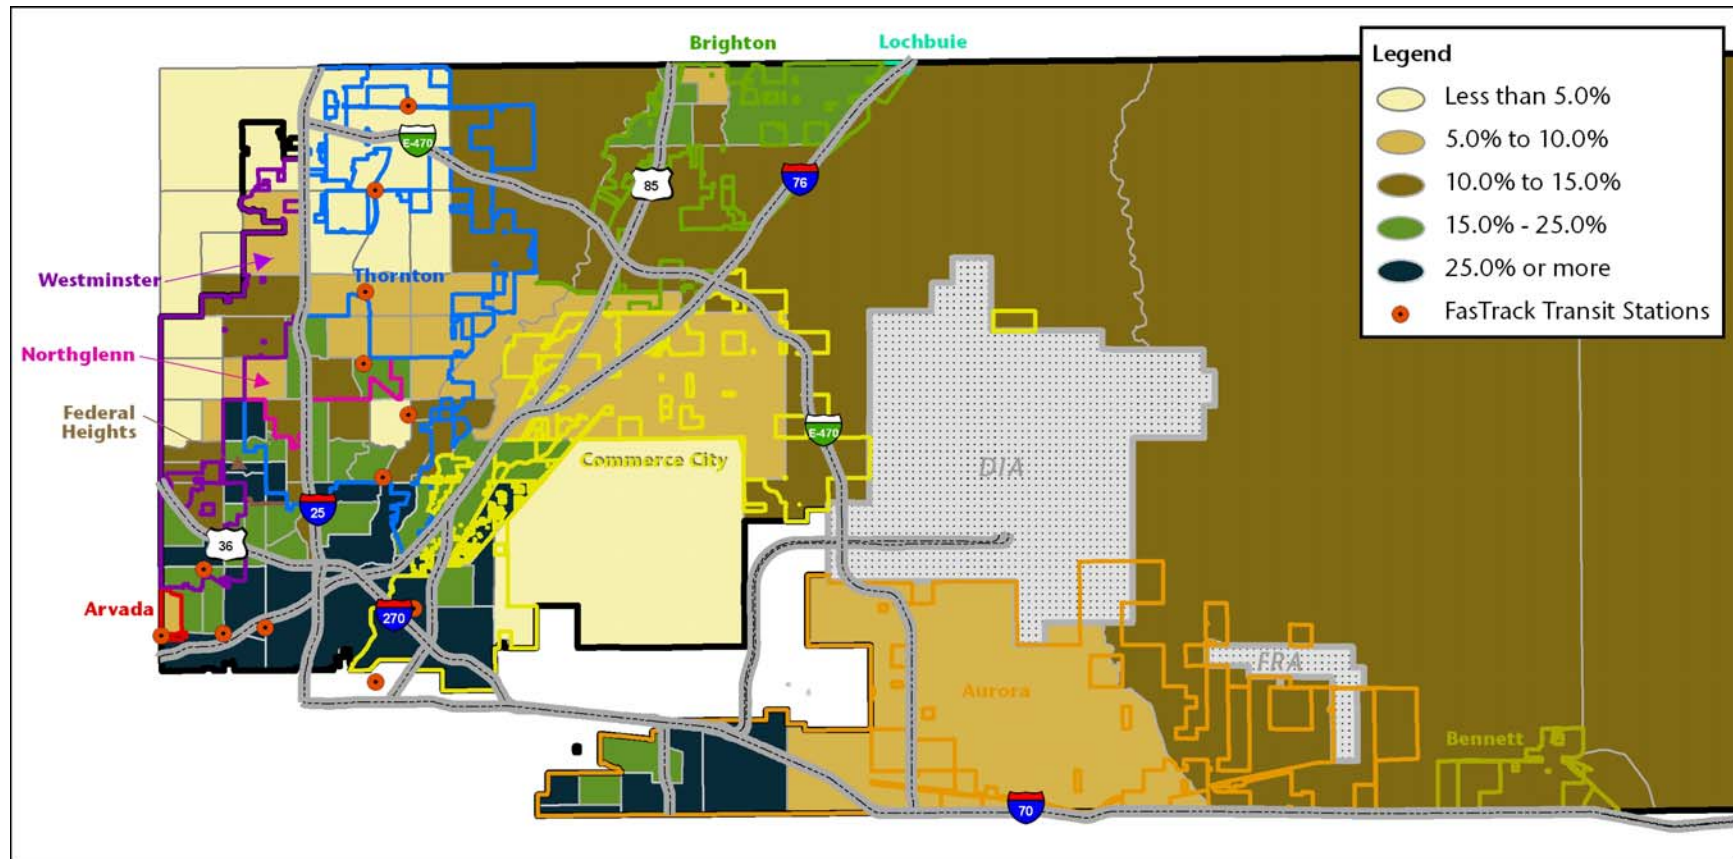 Brighton
Lochbuie
Legend
Less than 5.0%
5.0% to 10.0%
10.0% to 15.0%
15.0% - 25.0%
25.0% or more
FasTrack Transit Stations
E-470
85
76
Westminster
Thornton
Northglenn
Federal
Heights
E-470
Commerce City
DIA
25
36
Arvada
270
FRA
Aurora
Bennett
70